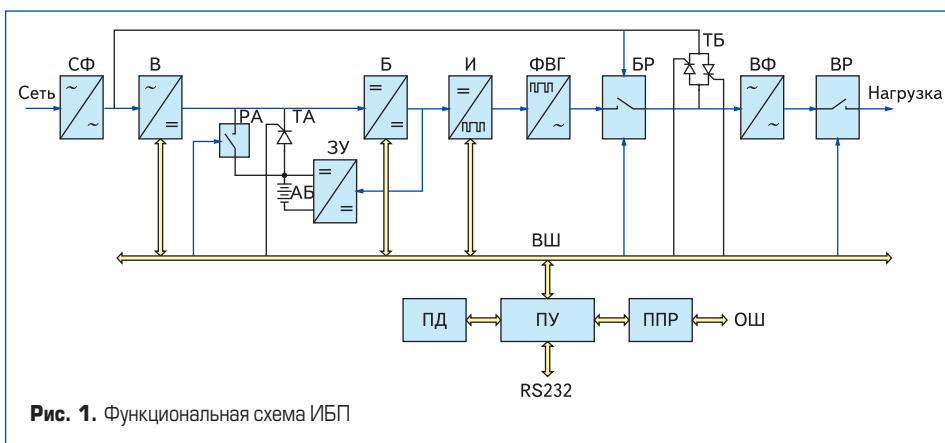 ТБ
СФ
В
Б
И
ФВГ
БР
ВФ
ВР
Сеть
Нагрузка
РА
ТА
ЗУ
АБ
ВШ
ПД
ПУ
ППР
ОШ
RS232
Рис. 1. Функциональная схема ИБП